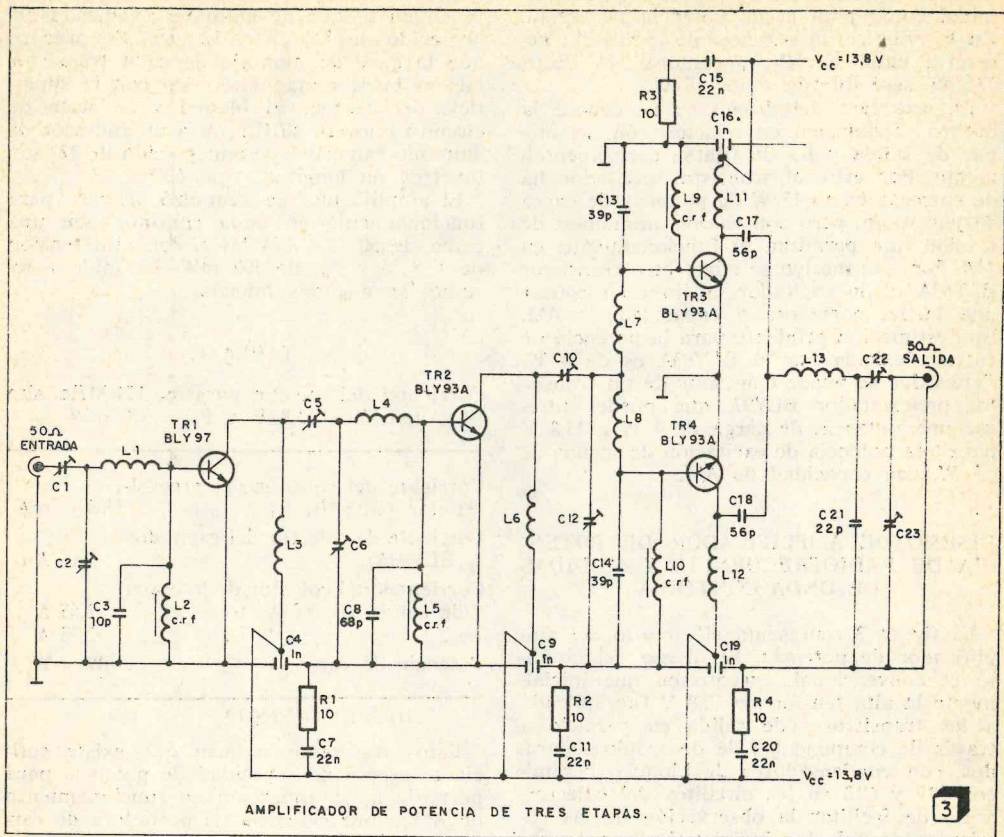 C15
22n
Vcc=13,8V
R3
10
C16
1n
C13
39p
L9
c.r.f
L11
C17
56p
TR3
BLY93A
L7
C10
L13
C22
50Ω
SALIDA
TR2
BLY93A
C5
L4
TR1
BLY97
50Ω
ENTRADA
L1
C1
L8
TR4
BLY93A
C18
56p
C21
22p
C23
C2
L3
C6
L6
C12
C14
39p
L10
c.r.f
L12
C3
10p
L2
c.r.f
C8
68p
L5
c.r.f
C4
1n
C9
1n
C19
1n
R1
10
R2
10
R4
10
C7
22n
C11
22n
C20
22n
Vcc=13,8V
AMPLIFICADOR DE POTENCIA DE TRES ETAPAS.
3